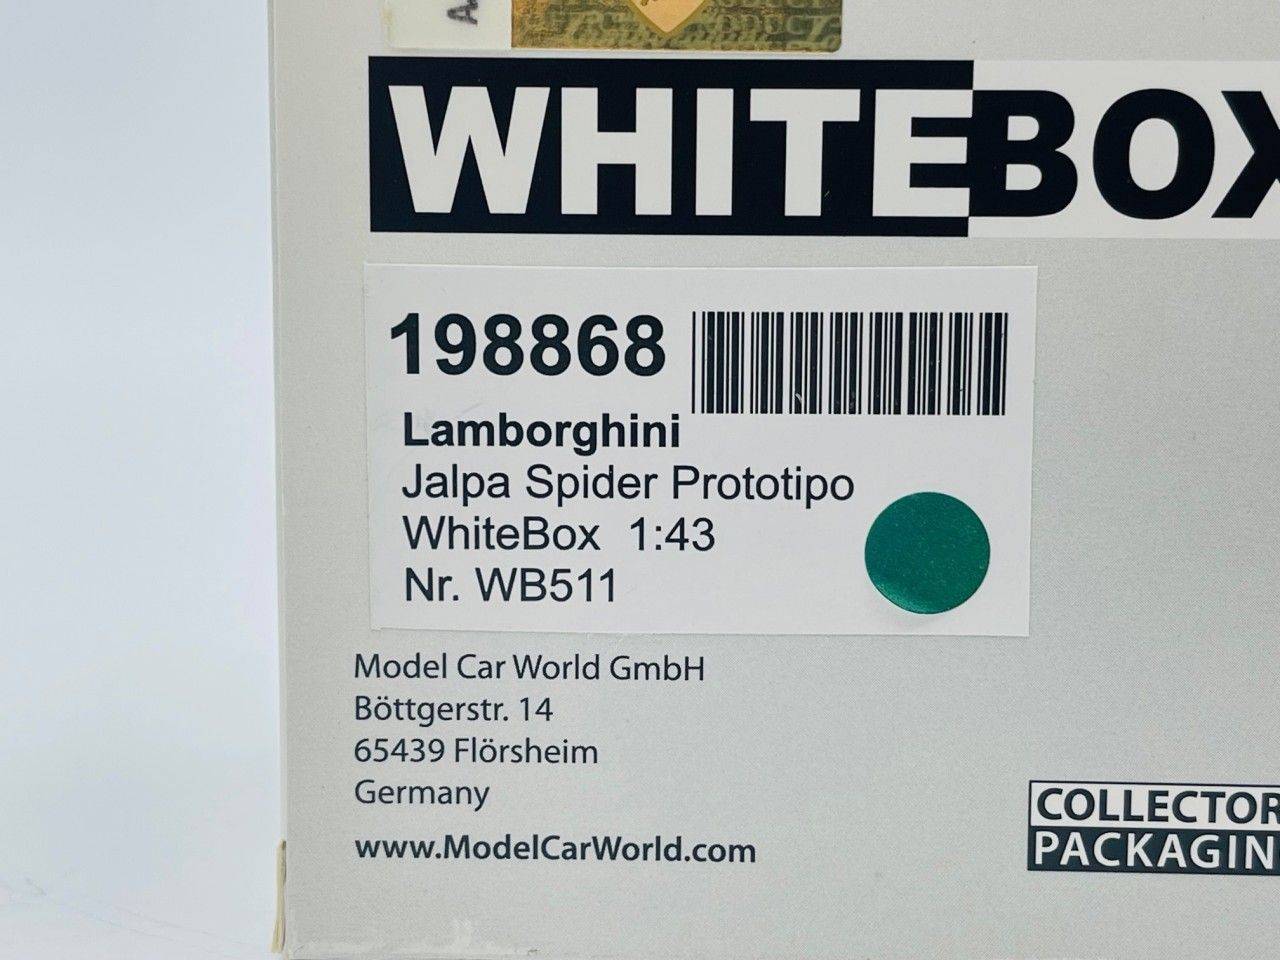 A
WHITEBOX
198868
Lamborghini
Jalpa Spider Prototipo
WhiteBox 1:43
Nr. WB511
Model Car World GmbH
Böttgerstr. 14
65439 Flörsheim
Germany
www.ModelCarWorld.com
COLLECTOR
PACKAGIN